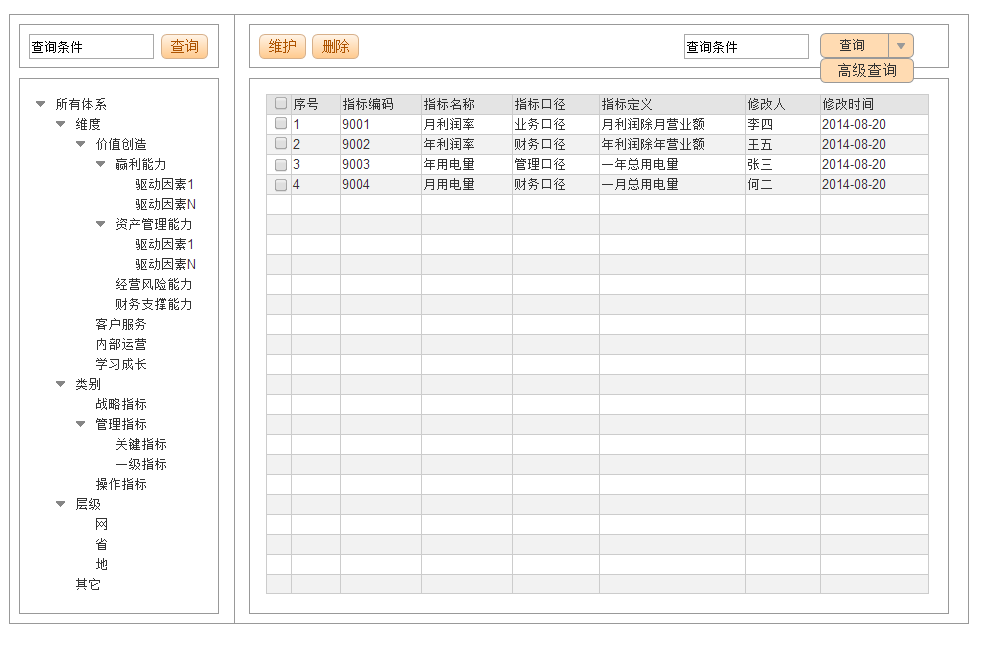 查询条件 查询
所有体系
维度
价值创造
赢利能力
驱动因素1
驱动因素N
资产管理能力
驱动因素1
驱动因素N
经营风险能力
财务支撑能力
客户服务
内部运营
学习成长
类别
战略指标
管理指标
关键指标
一级指标
操作指标
层级
网
省
地
其它
维护 删除 查询条件 查询
高级查询
序号 指标编码 指标名称 指标口径 指标定义 修改人 修改时间
1 9001 月利润率 业务口径 月利润除月营业额 李四 2014-08-20
2 9002 年利润率 财务口径 年利润除年营业额 王五 2014-08-20
3 9003 年用电量 管理口径 一年总用电量 张三 2014-08-20
4 9004 月用电量 财务口径 一月总用电量 何二 2014-08-20